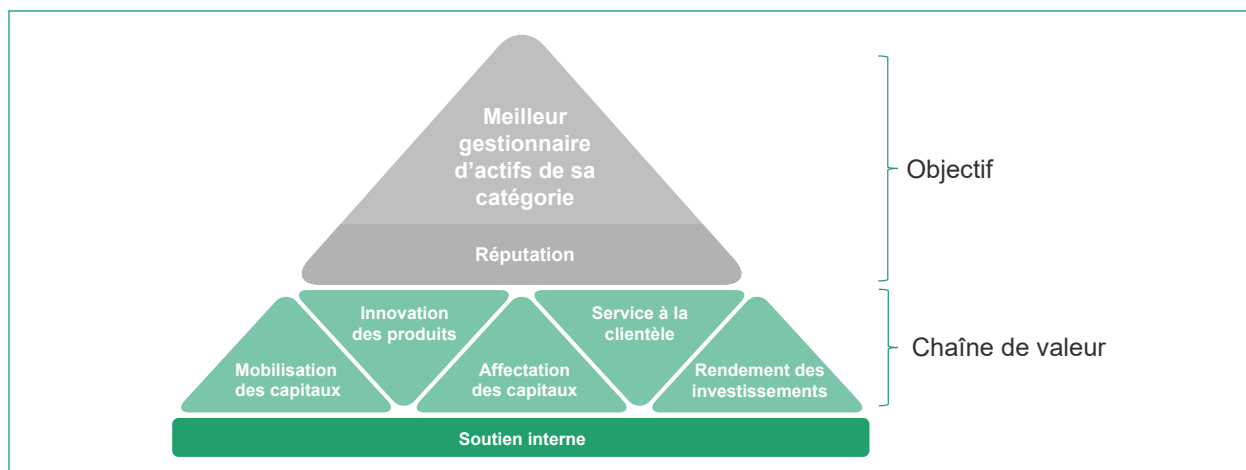 Meilleur
gestionnaire
d'actifs de sa
catégorie
Objectif
Réputation
Innovation
des produits
Service à la
clientèle
Chaîne de valeur
Mobilisation
des capitaux
Affectation
des capitaux
Rendement des
investissements
Soutien interne